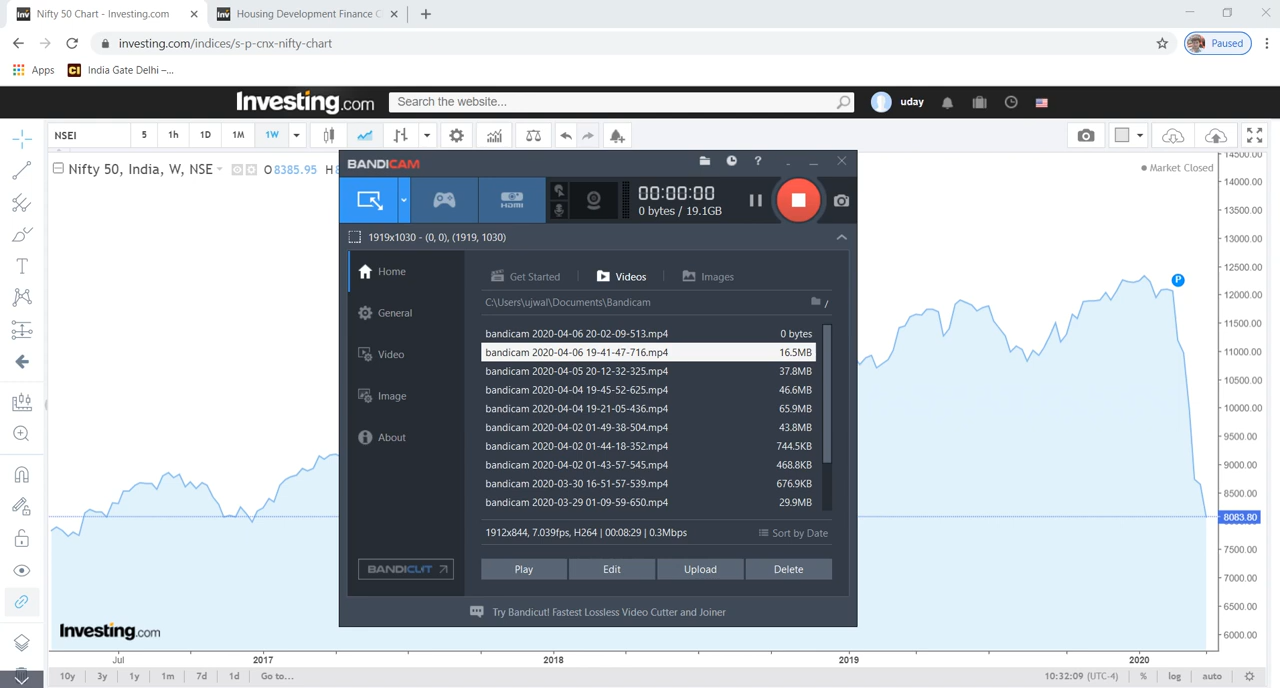 Nifty 50 Chart - Investing.com
Housing Development Finance C
investing.com/indices/s-p-cnx-nifty-chart
Paused
Apps
India Gate Delhi –...
Investing.com
Search the website...
uday
NSEI
5
1h
1D
1M
1W
Nifty 50, India, W, NSE
O 8385.95
Market Closed
BANDICAM
HDMI
00:00:00
0 bytes / 19.1GB
1919x1030 - (0, 0), (1919, 1030)
Home
General
Video
Image
About
BANDICUT
Get Started
Videos
Images
C:\Users\ujwal\Documents\Bandicam
bandicam 2020-04-06 20-02-09-513.mp4 0 bytes
bandicam 2020-04-06 19-41-47-716.mp4 16.5MB
bandicam 2020-04-05 20-12-32-325.mp4 37.8MB
bandicam 2020-04-04 19-45-52-625.mp4 46.6MB
bandicam 2020-04-04 19-21-05-436.mp4 65.9MB
bandicam 2020-04-02 01-49-38-504.mp4 43.8MB
bandicam 2020-04-02 01-44-18-352.mp4 744.5KB
bandicam 2020-04-02 01-43-57-545.mp4 468.8KB
bandicam 2020-03-30 16-51-57-539.mp4 676.9KB
bandicam 2020-03-29 01-09-59-650.mp4 29.9MB
1912x844, 7.039fps, H264 | 00:08:29 | 0.3Mbps
Sort by Date
Play
Edit
Upload
Delete
Try Bandicut! Fastest Lossless Video Cutter and Joiner
P
14500.00
14000.00
13500.00
13000.00
12500.00
12000.00
11500.00
11000.00
10500.00
10000.00
9500.00
9000.00
8500.00
8083.80
7500.00
7000.00
6500.00
6000.00
Investing.com
Jul
2017
2018
2019
2020
10y
3y
1y
1m
7d
1d
Go to...
10:32:09 (UTC-4)
%
log
auto